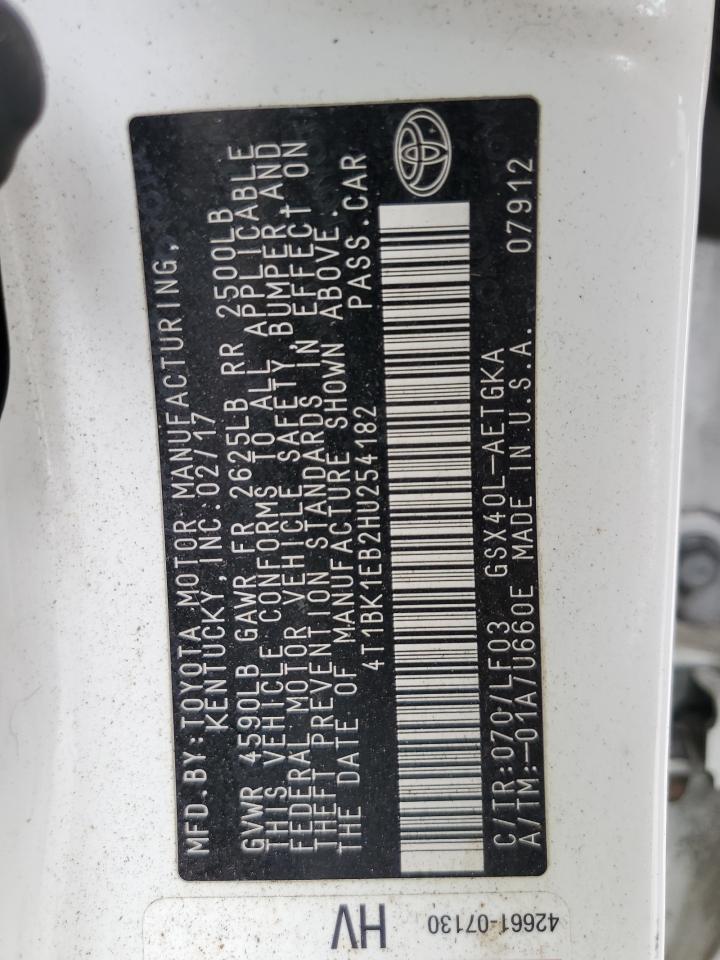 MFD.BY:TOYOTA MOTOR MANUFACTURING,
KENTUCKY, INC.02/17
GVWR 4590LB GAWR FR 2625LB RR 2500LB
THIS VEHICLE CONFORMS TO ALL APPLICABLE
FEDERAL MOTOR VEHICLE SAFETY, BUMPER, AND
THEFT PREVENTION STANDARDS IN EFFECT ON
THE DATE OF MANUFACTURE SHOWN ABOVE.
4T1BK1EB2HU254182 PASS.CAR
C/TR:070/LF03 GSX40L-AETGKA
A/TM:-01A/U660E MADE IN U.S.A. 07912
HV
42661-07130